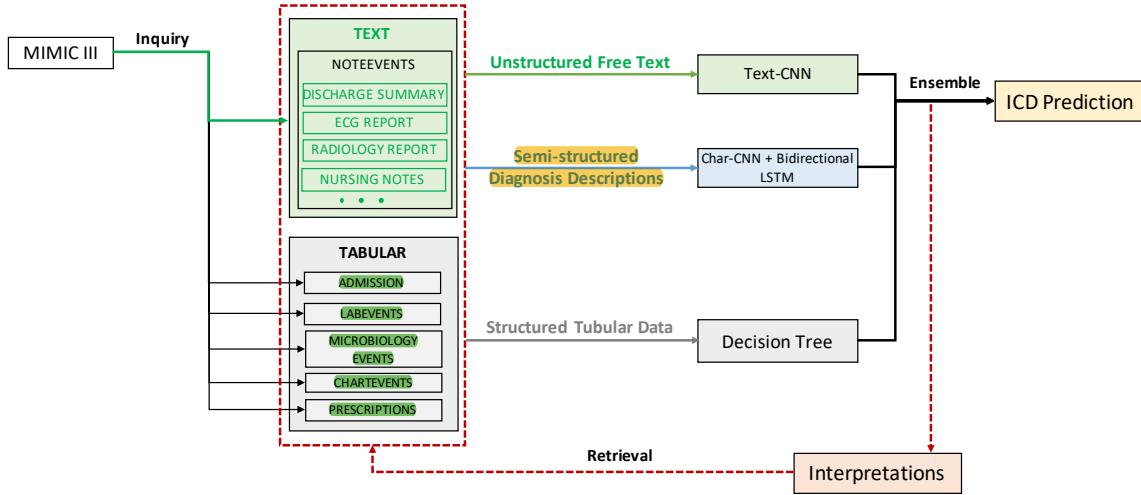 MIMIC III
Inquiry
TEXT
NOTEEVENTS
DISCHARGE SUMMARY
ECG REPORT
RADIOLOGY REPORT
NURSING NOTES
• • •
TABULAR
ADMISSION
LABEVENTS
MICROBIOLOGY
EVENTS
CHARTEVENTS
PRESCRIPTIONS
Unstructured Free Text
Semi-structured
Diagnosis Descriptions
Structured Tubular Data
Text-CNN
Char-CNN + Bidirectional
LSTM
Decision Tree
Ensemble
ICD Prediction
Retrieval
Interpretations